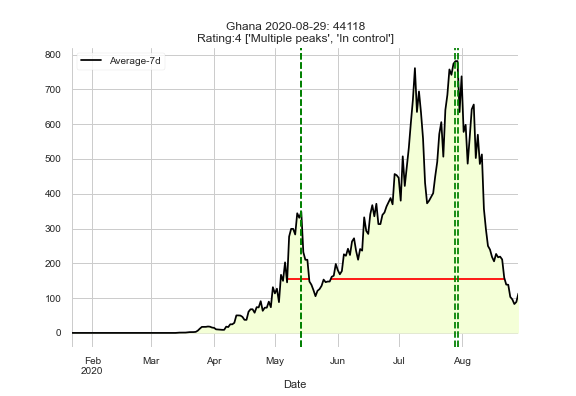 Ghana 2020-08-29: 44118
Rating:4 ['Multiple peaks', 'In control']
Average-7d
800
700
600
500
400
300
200
100
0
Feb Mar Apr May Jun Jul Aug
2020
Date